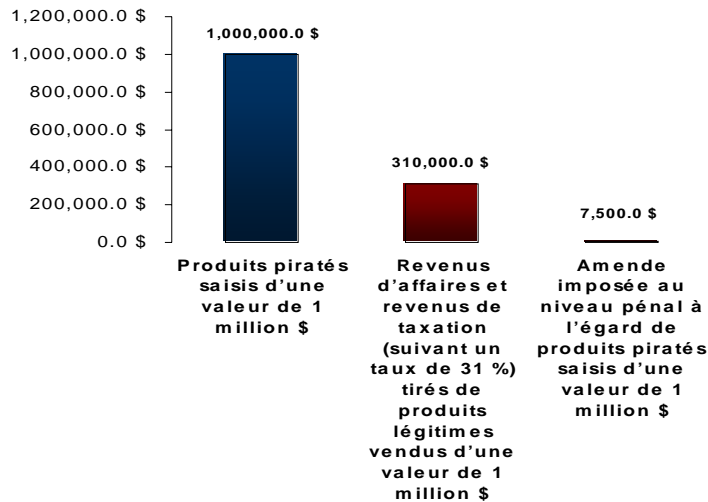 1,200,000.0 $
1,000,000.0 $
800,000.0 $
600,000.0 $
400,000.0 $
200,000.0 $
0.0 $
1,000,000.0 $
310,000.0 $
7,500.0 $
Produits piratés
saisis d’une
valeur de 1
million $
Revenus
d’affaires et
revenus de
taxation
(suivant un
taux de 31 %)
tirés de
produits
légitimes
vendus d’une
valeur de 1
million $
Amende
imposée au
niveau pénal à
l’égard de
produits piratés
saisis d’une
valeur de 1
million $